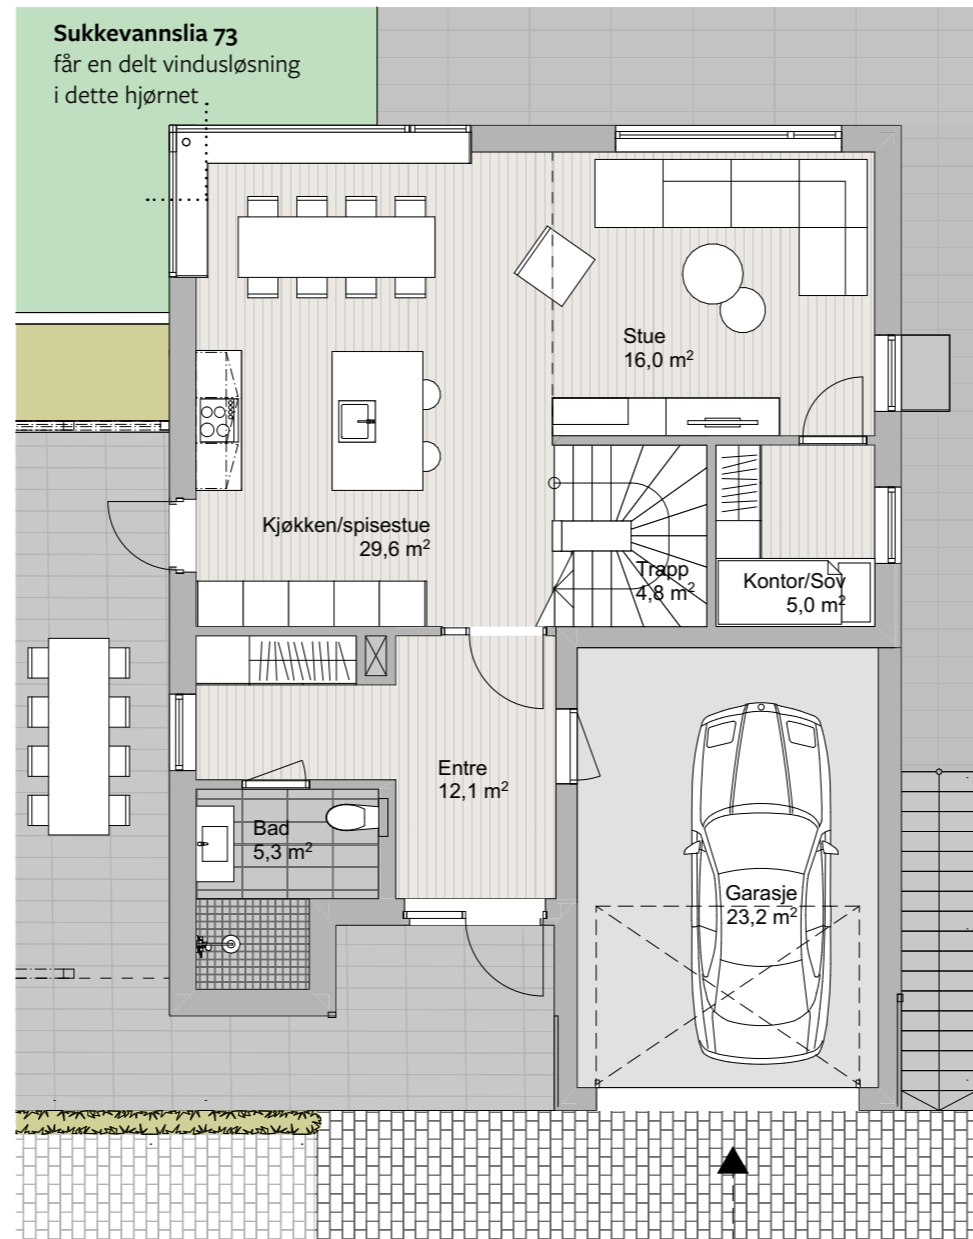 Sukkevannslia 73
får en delt vindusløsning
i dette hjørnet
Stue
16,0 m²
Kjøkken/spisestue
29,6 m²
Trapp
4,8 m²
Kontor/Sov
5,0 m²
Entre
12,1 m²
Bad
5,3 m²
Garasje
23,2 m²